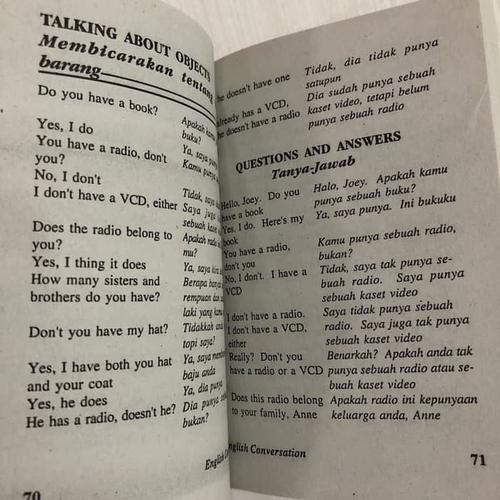 TALKING ABOUT OBJECTS
Membicarakan tentang
barang
Do you have a book?
Apakah kamu
buku?
Yes, I do
Ya, saya
You have a radio, don't
Kamu
you?
No, I don't
Tidak, saya
I don't have a VCD, either
Saya juga
sebuah
Does the radio belong to
Apakah radio
you?
mu?
Yes, I thing it does
Ya, saya kira
How many sisters and
Berapa banyak
brothers do you have?
rempuan
laki yang kamu
Don't you have my hat?
Tidakkah
topi saya?
Yes, I have both you hat
Ya, saya
and your coat
baju anda
Yes, he does
Ya, dia punya
He has a radio, doesn't he?
Dia punya
bukan?
English
70
he doesn't have one
Tidak, dia tidak punya
satupun
already has a VCD,
Dia sudah punya sebuah
he doesn't have a radio
kaset video, tetapi belum
punya sebuah radio
QUESTIONS AND ANSWERS
Tanya-Jawab
Hello, Joey. Do you
Halo, Joey. Apakah kamu
have a book
punya sebuah buku?
Yes, I do. Here's my
Ya, saya punya. Ini bukuku
book
You have a radio,
Kamu punya sebuah radio,
don't you
bukan?
No, I don't. I have a
Tidak, saya tak punya se-
VCD
buah radio. Saya punya
sebuah kaset video
I don't have a radio.
Saya tidak punya sebuah
I don't have a VCD,
radio. Saya juga tak punya
either
sebuah kaset video
Really? Don't you
Benarkah? Apakah anda tak
have a radio or a VCD
punya sebuah radio atau se-
buah kaset video
Does this radio belong
Apakah radio ini kepunyaan
to your family, Anne
keluarga anda, Anne
English Conversation
71